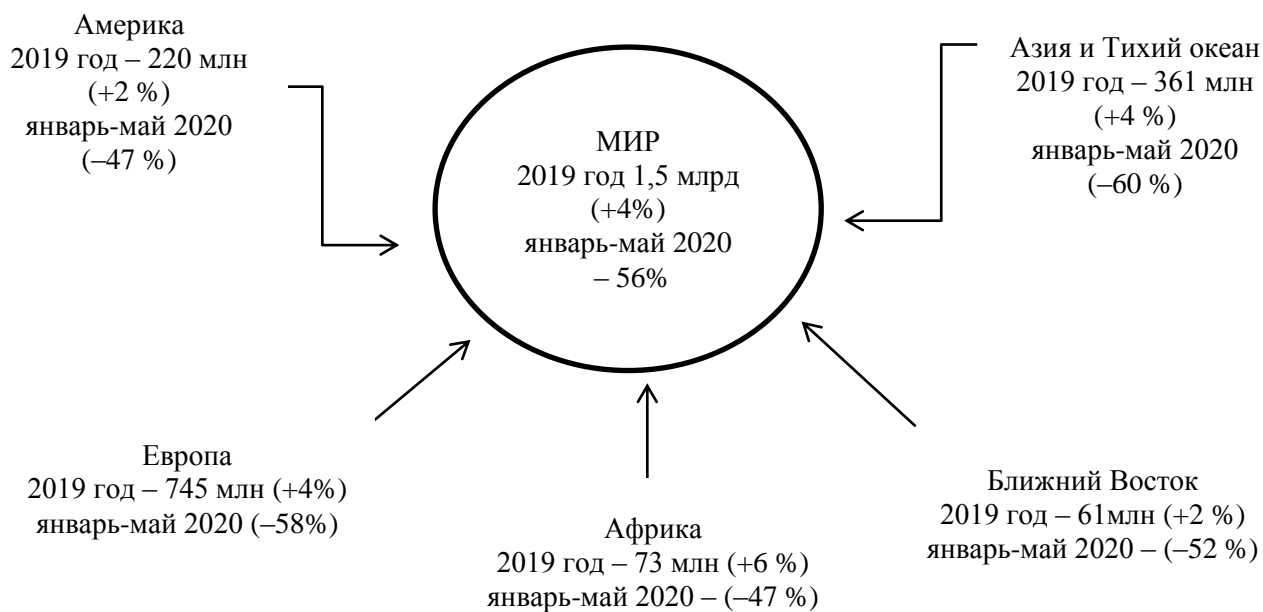 Америка
2019 год – 220 млн
(+2 %)
январь-май 2020
(–47 %)
Азия и Тихий океан
2019 год – 361 млн
(+4 %)
январь-май 2020
(–60 %)
МИР
2019 год 1,5 млрд
(+4%)
январь-май 2020
– 56%
Европа
2019 год – 745 млн (+4%)
январь-май 2020 (–58%)
Африка
2019 год – 73 млн (+6 %)
январь-май 2020 – (–47 %)
Ближний Восток
2019 год – 61млн (+2 %)
январь-май 2020 – (–52 %)